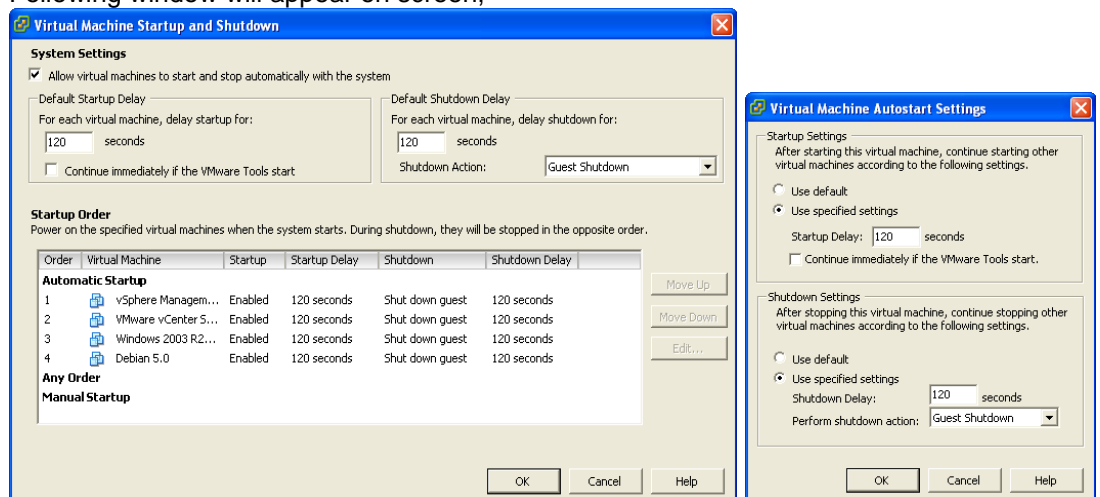 Following window will appear on screen,
Virtual Machine Startup and Shutdown
System Settings
Allow virtual machines to start and stop automatically with the system
Default Startup Delay
For each virtual machine, delay startup for:
120 seconds
Continue immediately if the VMware Tools start
Default Shutdown Delay
For each virtual machine, delay shutdown for:
120 seconds
Shutdown Action: Guest Shutdown
Startup Order
Power on the specified virtual machines when the system starts. During shutdown, they will be stopped in the opposite order.
Order Virtual Machine Startup Startup Delay Shutdown Shutdown Delay
Automatic Startup
1 vSphere Managem... Enabled 120 seconds Shut down guest 120 seconds
2 VMware vCenter S... Enabled 120 seconds Shut down guest 120 seconds
3 Windows 2003 R2... Enabled 120 seconds Shut down guest 120 seconds
4 Debian 5.0 Enabled 120 seconds Shut down guest 120 seconds
Any Order
Manual Startup
Move Up
Move Down
Edit...
OK Cancel Help
Virtual Machine Autostart Settings
Startup Settings
After starting this virtual machine, continue starting other
virtual machines according to the following settings.
Use default
Use specified settings
Startup Delay: 120 seconds
Continue immediately if the VMware Tools start.
Shutdown Settings
After stopping this virtual machine, continue stopping other
virtual machines according to the following settings.
Use default
Use specified settings
Shutdown Delay: 120 seconds
Perform shutdown action: Guest Shutdown
OK Cancel Help